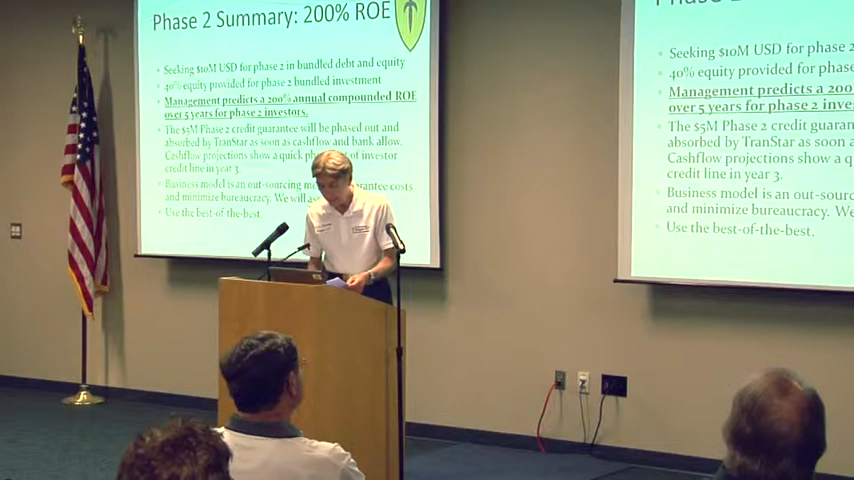 Phase 2 Summary: 200% ROE
Seeking $10M USD for phase 2 in bundled debt and equity
40% equity provided for phase 2 bundled investment
Management predicts a 200% annual compounded ROE
over 5 years for phase 2 investors.
The $5M Phase 2 credit guarantee will be phased out and
absorbed by TranStar as soon as cashflow and bank allow.
Cashflow projections show a quick of investor
credit line in year 3.
Business model is an out-sourcing costs
and minimize bureaucracy. We will
Use the best-of-the-best.
Seeking $10M USD for phase 2
40% equity provided for phase
Management predicts a 200
over 5 years for phase 2
The $5M Phase 2 credit
absorbed by TranStar as soon a
Cashflow projections show a
credit line in year 3.
Business model is an
and minimize bureaucracy.
Use the best-of-the-best.